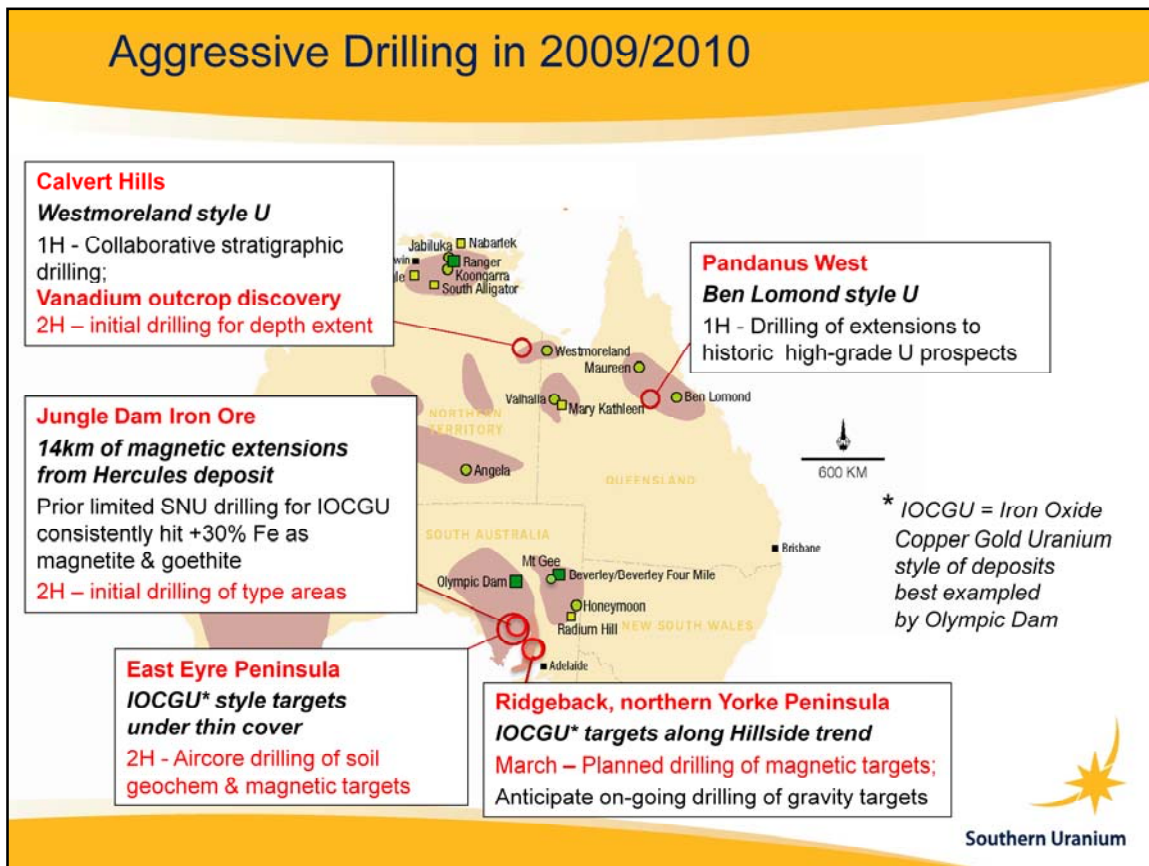 Aggressive Drilling in 2009/2010
Calvert Hills
Westmoreland style U
1H - Collaborative stratigraphic
drilling;
Vanadium outcrop discovery
2H – initial drilling for depth extent
Jungle Dam Iron Ore
14km of magnetic extensions
from Hercules deposit
Prior limited SNU drilling for IOCGU
consistently hit +30% Fe as
magnetite & goethite
2H – initial drilling of type areas
East Eyre Peninsula
IOCGU* style targets
under thin cover
2H - Aircore drilling of soil
geochem & magnetic targets
Ridgeback, northern Yorke Peninsula
IOCGU* targets along Hillside trend
March – Planned drilling of magnetic targets;
Anticipate on-going drilling of gravity targets
Pandanus West
Ben Lomond style U
1H - Drilling of extensions to
historic high-grade U prospects
Jabiluka
Nabarlek
Ranger
Koongarra
South Alligator
Westmoreland
Maureen
Valhalla
Mary Kathleen
Ben Lomond
NORTHERN
TERRITORY
Angela
QUEENSLAND
600 KM
SOUTH AUSTRALIA
Mt Gee
Olympic Dam
Beverley/Beverley Four Mile
Honeymoon
Radium Hill
NEW SOUTH WALES
Brisbane
Adelaide
* IOCGU = Iron Oxide
Copper Gold Uranium
style of deposits
best exampled
by Olympic Dam
Southern Uranium